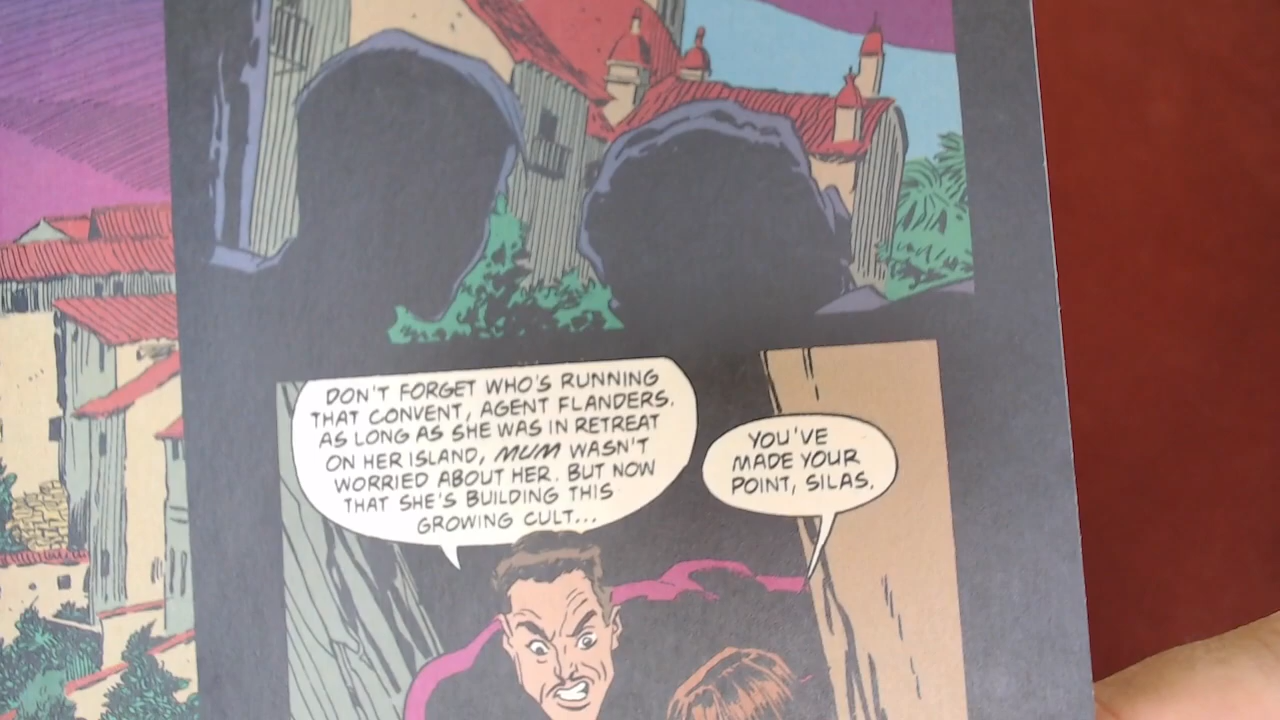 DON'T FORGET WHO'S RUNNING
THAT CONVENT, AGENT FLANDERS.
AS LONG AS SHE WAS IN RETREAT
ON HER ISLAND, MUM WASN'T
WORRIED ABOUT HER. BUT NOW
THAT SHE'S BUILDING THIS
GROWING CULT...
YOU'VE
MADE YOUR
POINT, SILAS.